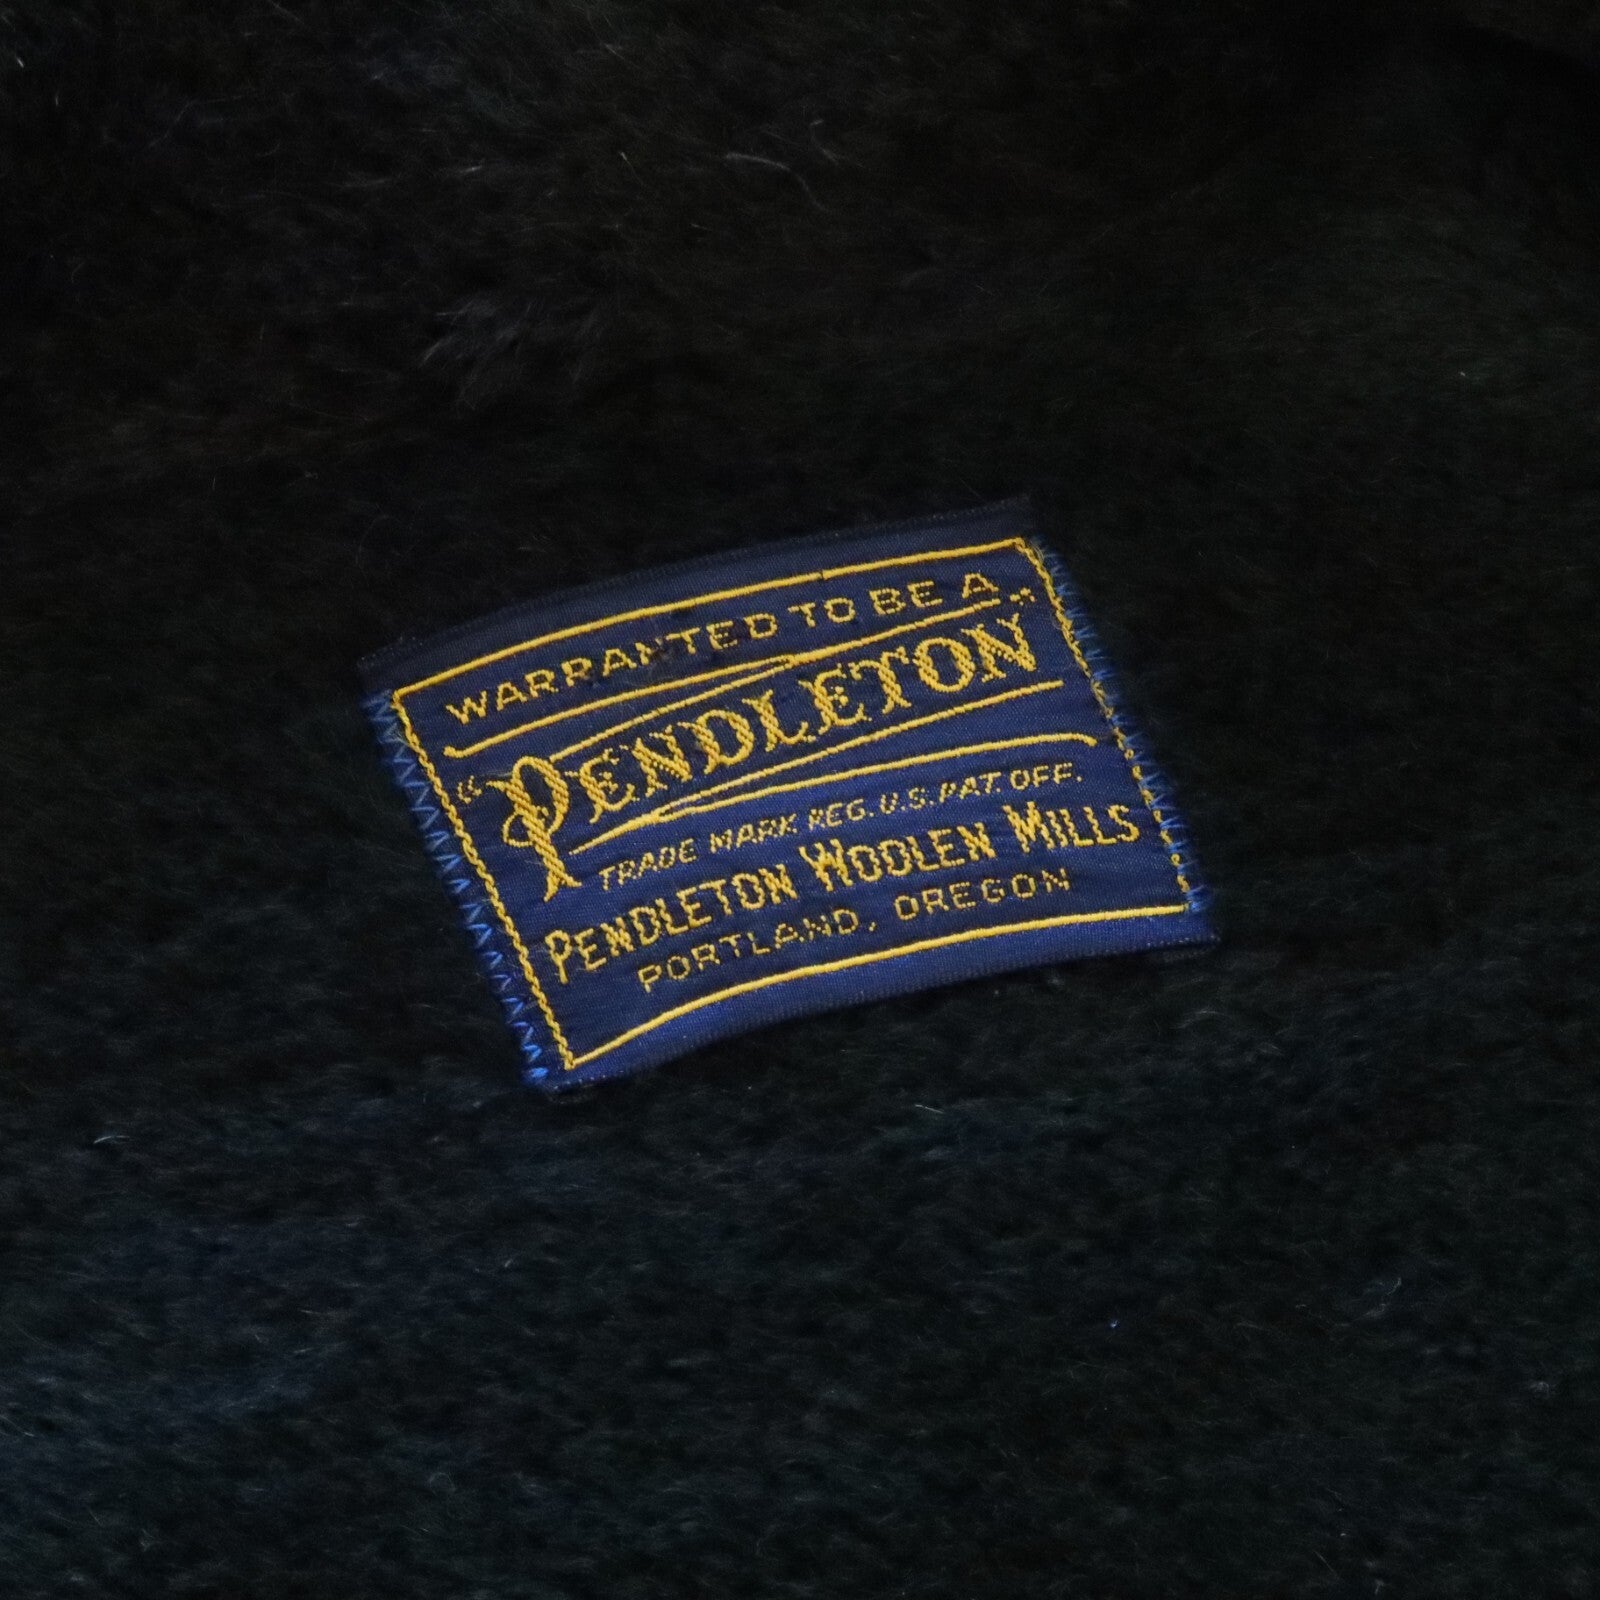 WARRANTED TO BE A
"PENDLETON"
TRADE MARK REG. U.S. PAT. OFF.
PENDLETON WOOLEN MILLS
PORTLAND, OREGON